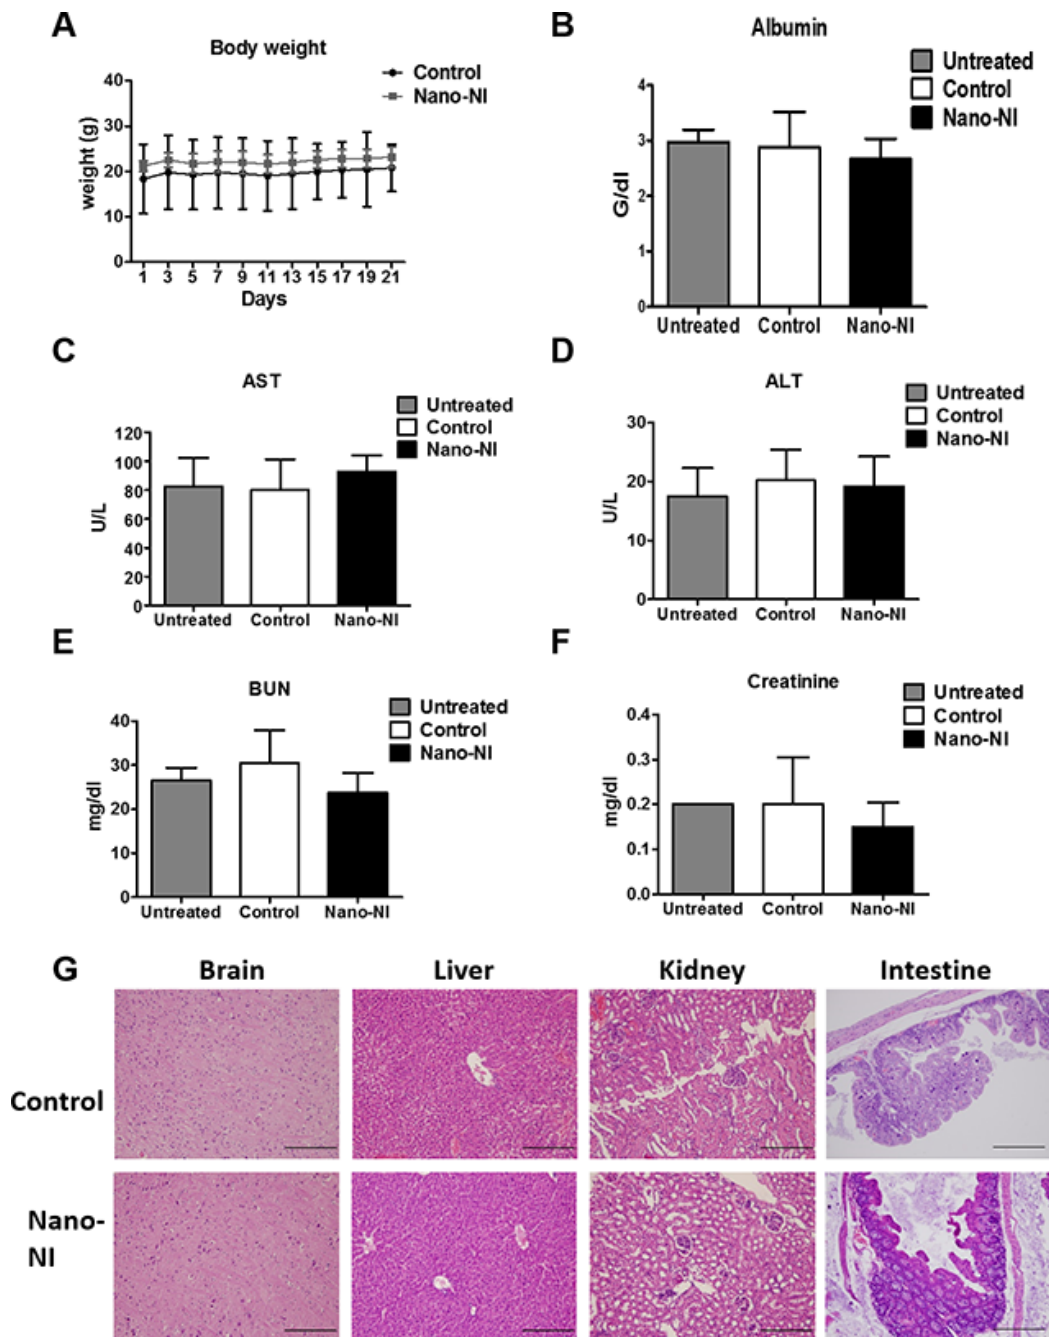 A
Body weight
Control
Nano-NI
weight (g)
40
30
20
10
0
1 3 5 7 9 11 13 15 17 19 21
Days
B
Albumin
Untreated
Control
Nano-NI
G/dl
4
3
2
1
0
Untreated Control Nano-NI
C
AST
Untreated
Control
Nano-NI
U/L
120
100
80
60
40
20
0
Untreated Control Nano-NI
D
ALT
Untreated
Control
Nano-NI
U/L
30
20
10
0
Untreated Control Nano-NI
E
BUN
Untreated
Control
Nano-NI
mg/dl
40
30
20
10
0
Untreated Control Nano-NI
F
Creatinine
Untreated
Control
Nano-NI
mg/dl
0.4
0.3
0.2
0.1
0.0
Untreated Control Nano-NI
G
Brain Liver Kidney Intestine
Control
Nano-
NI